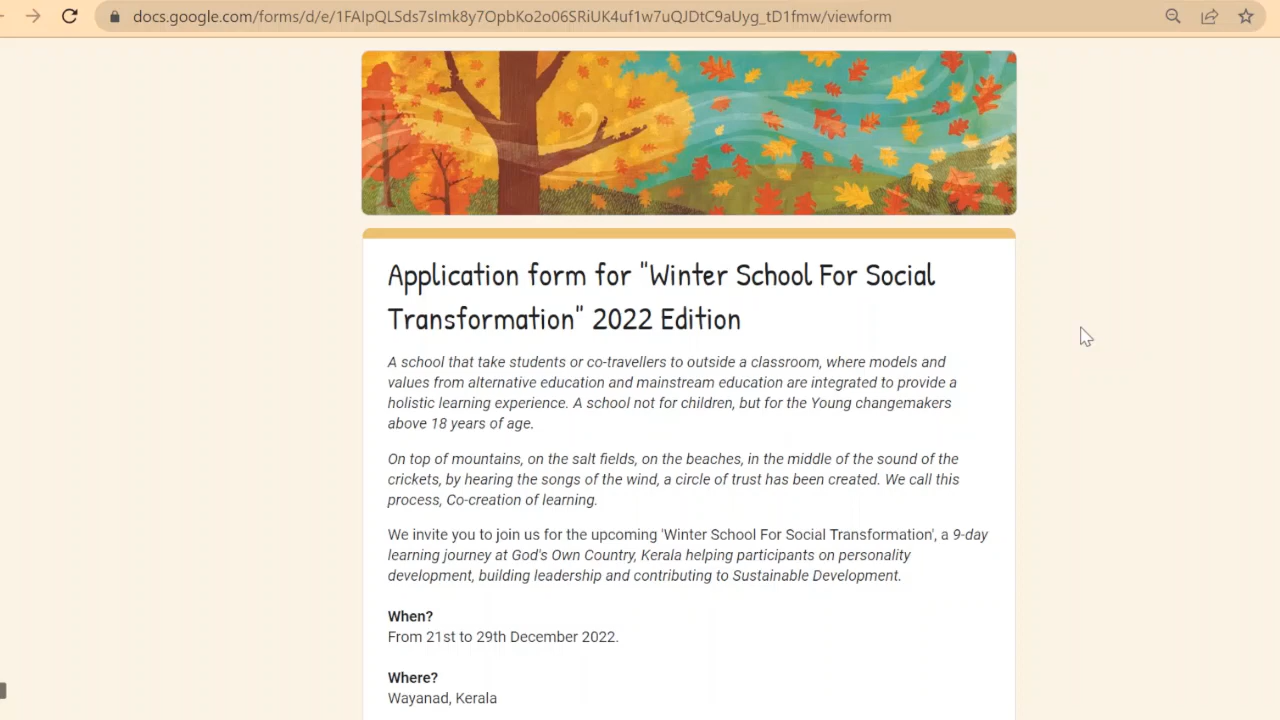 docs.google.com/forms/d/e/1FAIpQLSds7sImk8y7OpbKo2o06SRiUK4uf1w7uQJDtC9aUyg_tD1fmw/viewform
Application form for "Winter School For Social
Transformation" 2022 Edition
A school that take students or co-travellers to outside a classroom, where models and
values from alternative education and mainstream education are integrated to provide a
holistic learning experience. A school not for children, but for the Young changemakers
above 18 years of age.
On top of mountains, on the salt fields, on the beaches, in the middle of the sound of the
crickets, by hearing the songs of the wind, a circle of trust has been created. We call this
process, Co-creation of learning.
We invite you to join us for the upcoming 'Winter School For Social Transformation', a 9-day
learning journey at God's Own Country, Kerala helping participants on personality
development, building leadership and contributing to Sustainable Development.
When?
From 21st to 29th December 2022.
Where?
Wayanad, Kerala